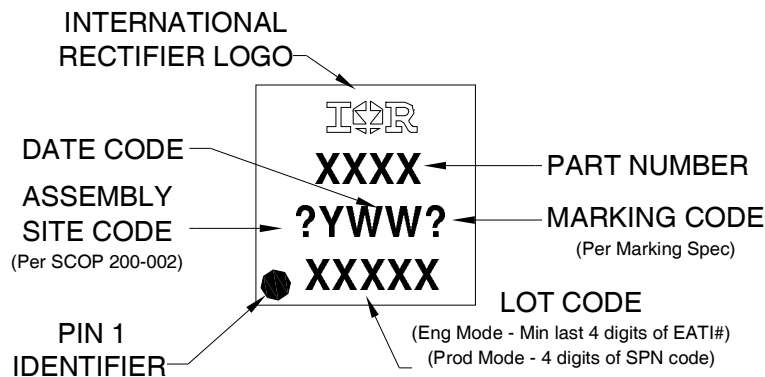 INTERNATIONAL
RECTIFIER LOGO
IOR
DATE CODE
XXXX
PART NUMBER
ASSEMBLY
SITE CODE
(Per SCOP 200-002)
?YWW?
MARKING CODE
(Per Marking Spec)
XXXXX
LOT CODE
(Eng Mode - Min last 4 digits of EATI#)
(Prod Mode - 4 digits of SPN code)
PIN 1
IDENTIFIER